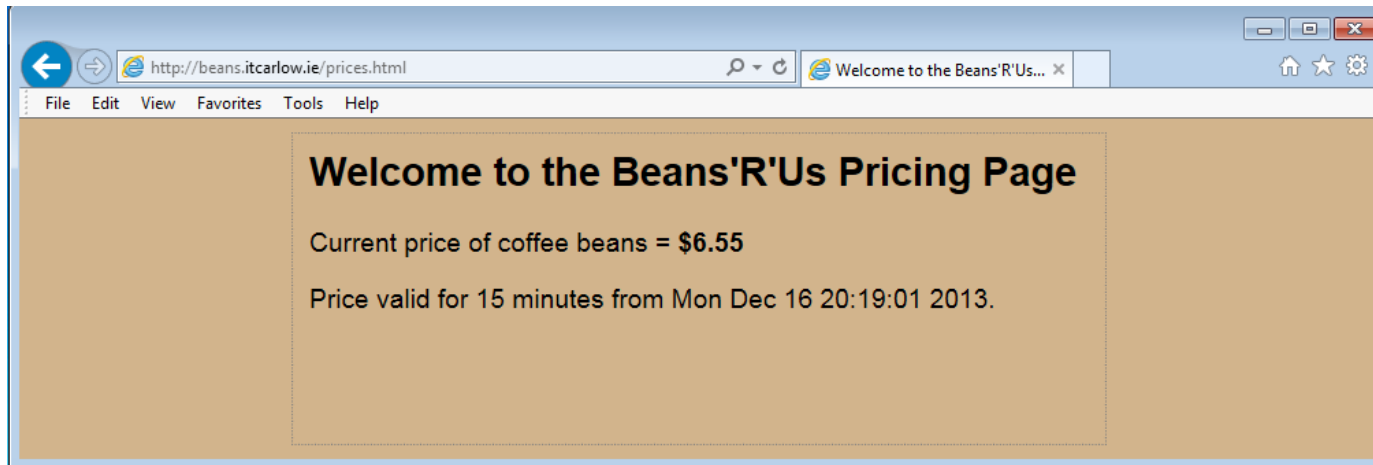 http://beans.itcarlow.ie/prices.html
Welcome to the Beans'R'Us...
File Edit View Favorites Tools Help
Welcome to the Beans'R'Us Pricing Page
Current price of coffee beans = $6.55
Price valid for 15 minutes from Mon Dec 16 20:19:01 2013.